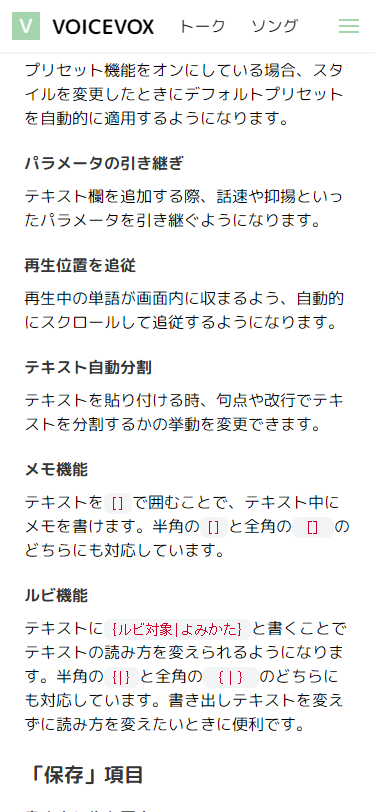 V VOICEVOX トーク ソング
プリセット機能をオンにしている場合、スタ
イルを変更したときにデフォルトプリセット
を自動的に適用するようになります。
パラメータの引き継ぎ
テキスト欄を追加する際、話速や抑揚といっ
たパラメータを引き継ぐようになります。
再生位置を追従
再生中の単語が画面内に収まるよう、自動的
にスクロールして追従するようになります。
テキスト自動分割
テキストを貼り付ける時、句点や改行でテキ
ストを分割するかの挙動を変更できます。
メモ機能
テキストを [] で囲むことで、テキスト中に
メモを書けます。半角の [] と全角の ［］ の
どちらにも対応しています。
ルビ機能
テキストに {ルビ対象|よみかた} と書くことで
テキストの読み方を変えられるようになりま
す。半角の {|} と全角の ｛｜｝ のどちらに
も対応しています。書き出しテキストを変え
ずに読み方を変えたいときに便利です。
「保存」項目